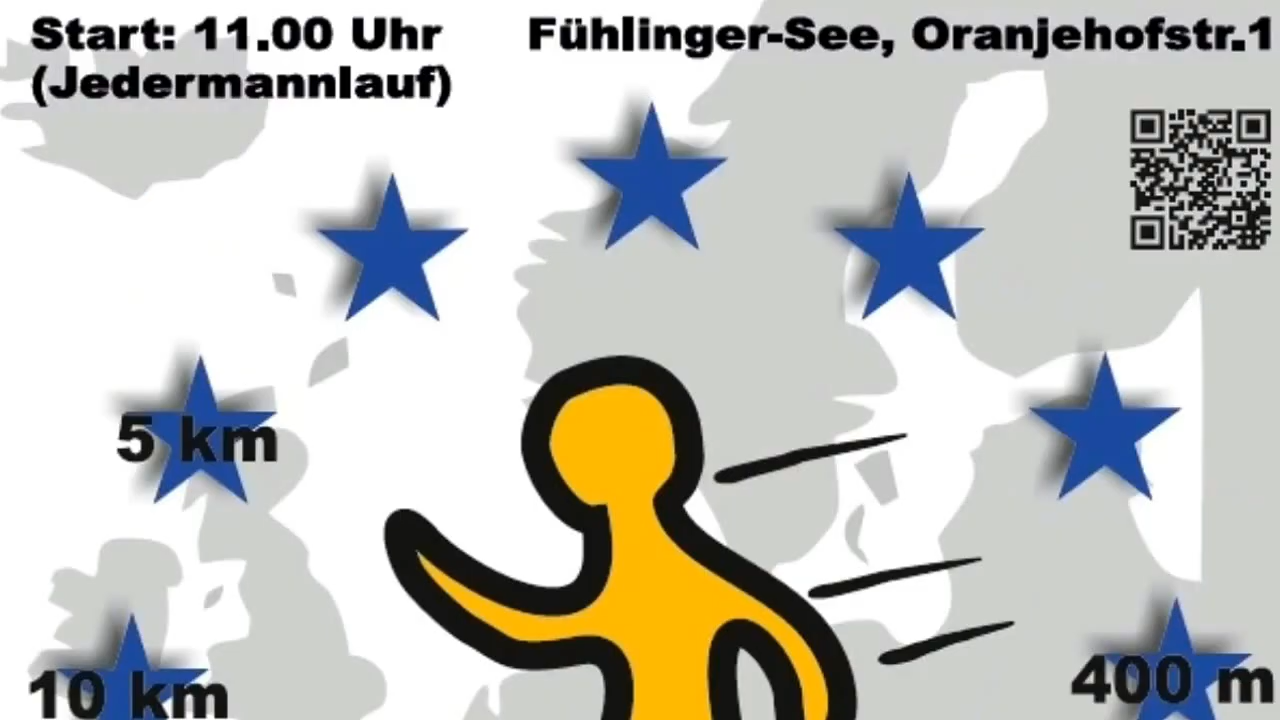 Start: 11.00 Uhr
(Jedermannlauf)
Fühlinger-See, Oranjehofstr.1
5 km
10 km
400 m